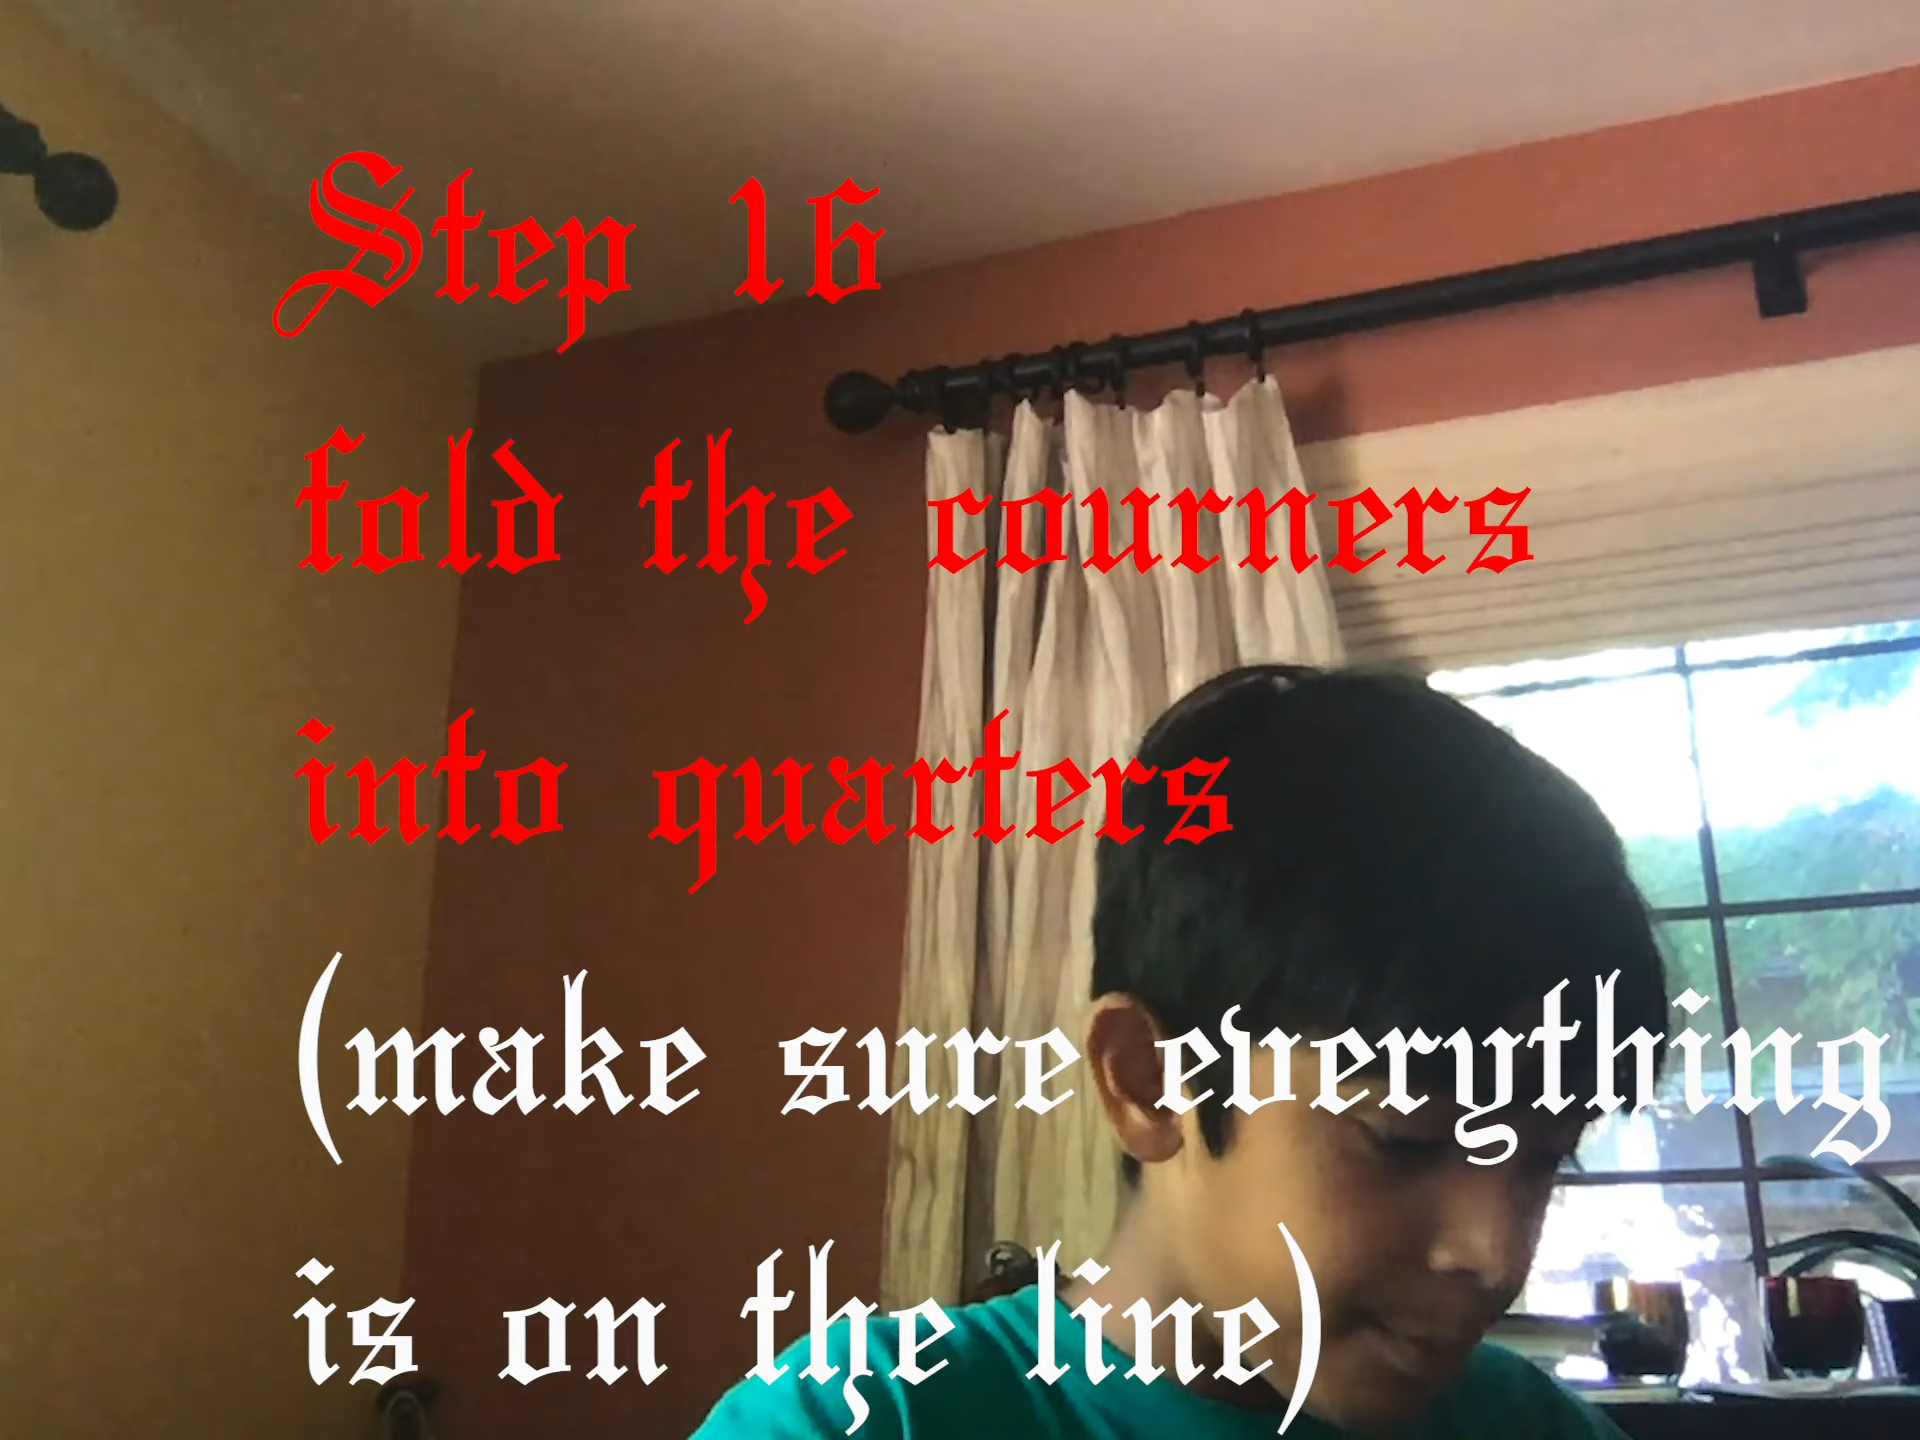 Step 16
fold the courners
into quarters
(make sure everything
is on the line)